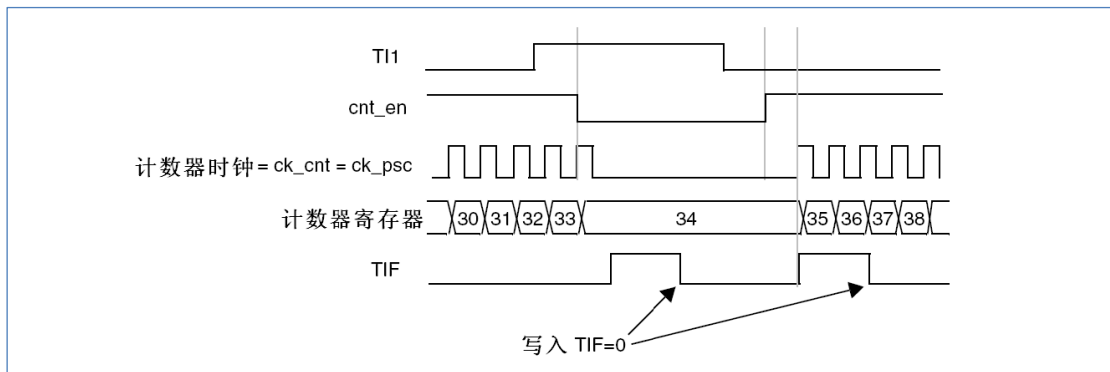 TI1
cnt_en
计数器时钟= ck_cnt = ck_psc
计数器寄存器 30 31 32 33 34 35 36 37 38
TIF
写入 TIF=0